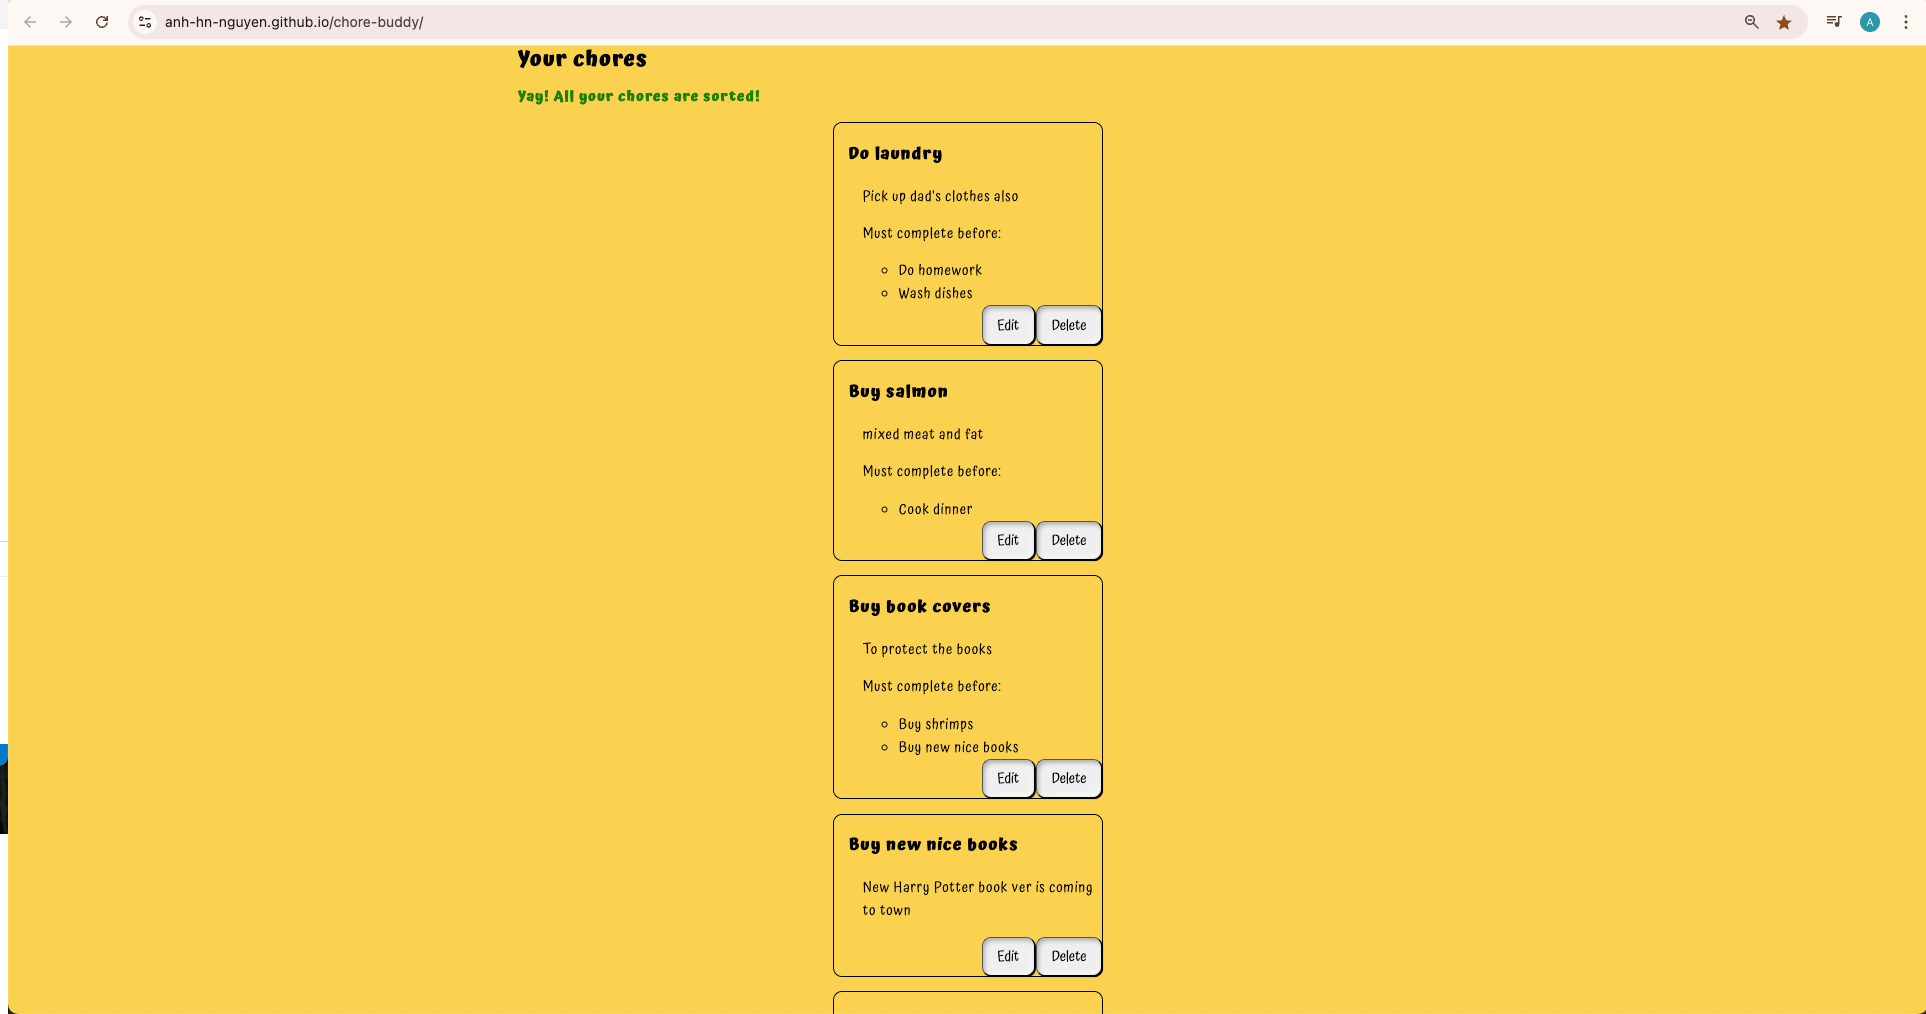 anh-hn-nguyen.github.io/chore-buddy/
A
Your chores
Yay! All your chores are sorted!
Do laundry
Pick up dad's clothes also
Must complete before:
Do homework
Wash dishes
Edit Delete
Buy salmon
mixed meat and fat
Must complete before:
Cook dinner
Edit Delete
Buy book covers
To protect the books
Must complete before:
Buy shrimps
Buy new nice books
Edit Delete
Buy new nice books
New Harry Potter book ver is coming
to town
Edit Delete